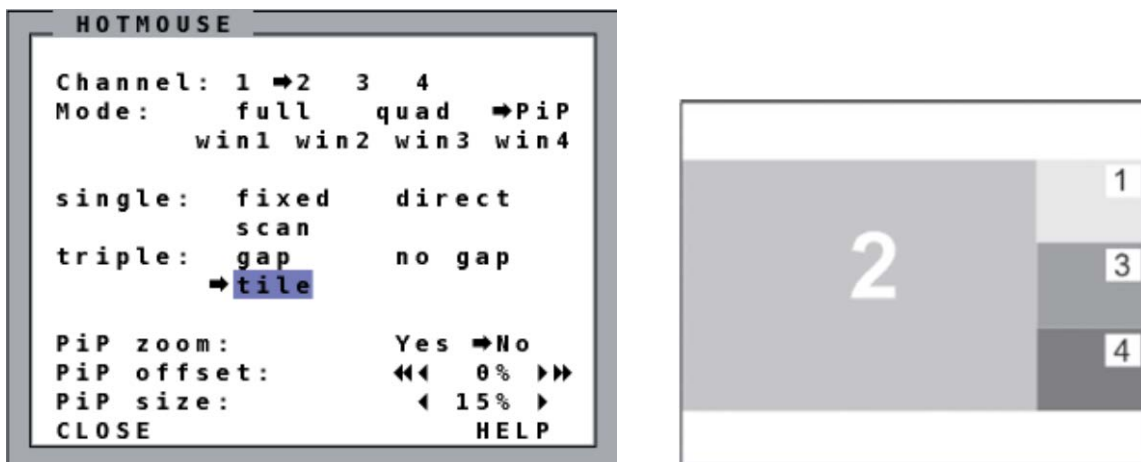 HOTMOUSE
Channel: 1 ➡2 3 4
Mode: full quad ➡PiP
win1 win2 win3 win4
single: fixed direct
scan
triple: gap no gap
➡tile
PiP zoom: Yes ➡No
PiP offset: ◀◀◀ 0% ▶▶▶
PiP size: ◀ 15% ▶
CLOSE HELP
2
1
3
4